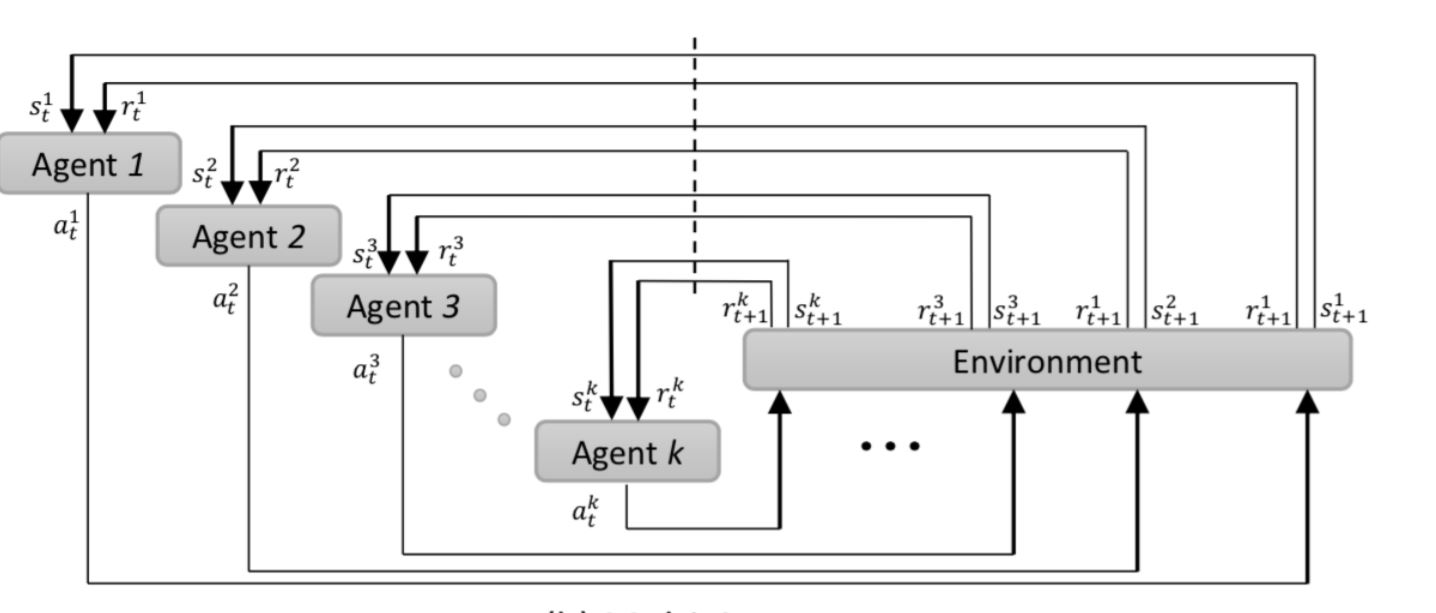 s_t^1 r_t^1
Agent 1
a_t^1
s_t^2 r_t^2
Agent 2
a_t^2
s_t^3 r_t^3
Agent 3
a_t^3
s_t^k r_t^k
Agent k
a_t^k
r_{t+1}^k s_{t+1}^k r_{t+1}^3 s_{t+1}^3 r_{t+1}^1 s_{t+1}^2 r_{t+1}^1 s_{t+1}^1
Environment
• • •